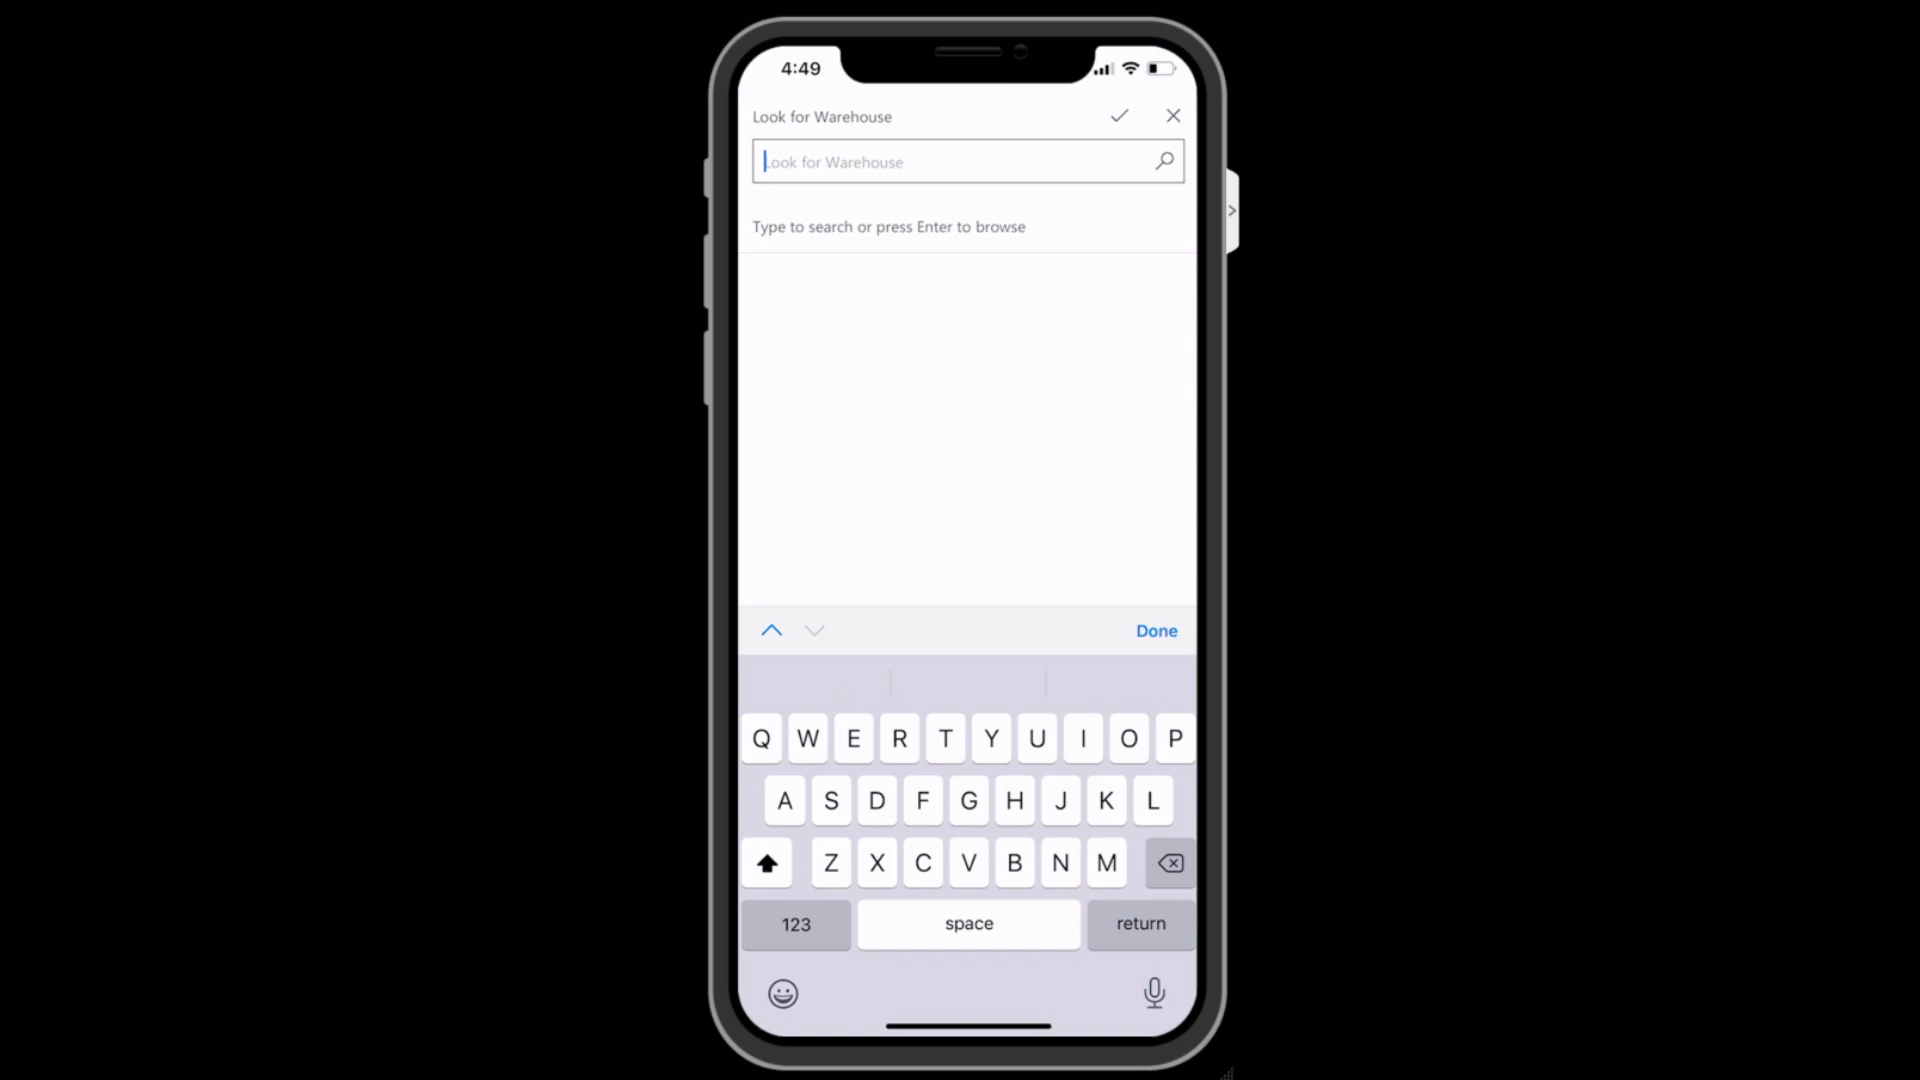 4:49
Look for Warehouse
Look for Warehouse
Type to search or press Enter to browse
Done
Q W E R T Y U I O P
A S D F G H J K L
Z X C V B N M
123 space return